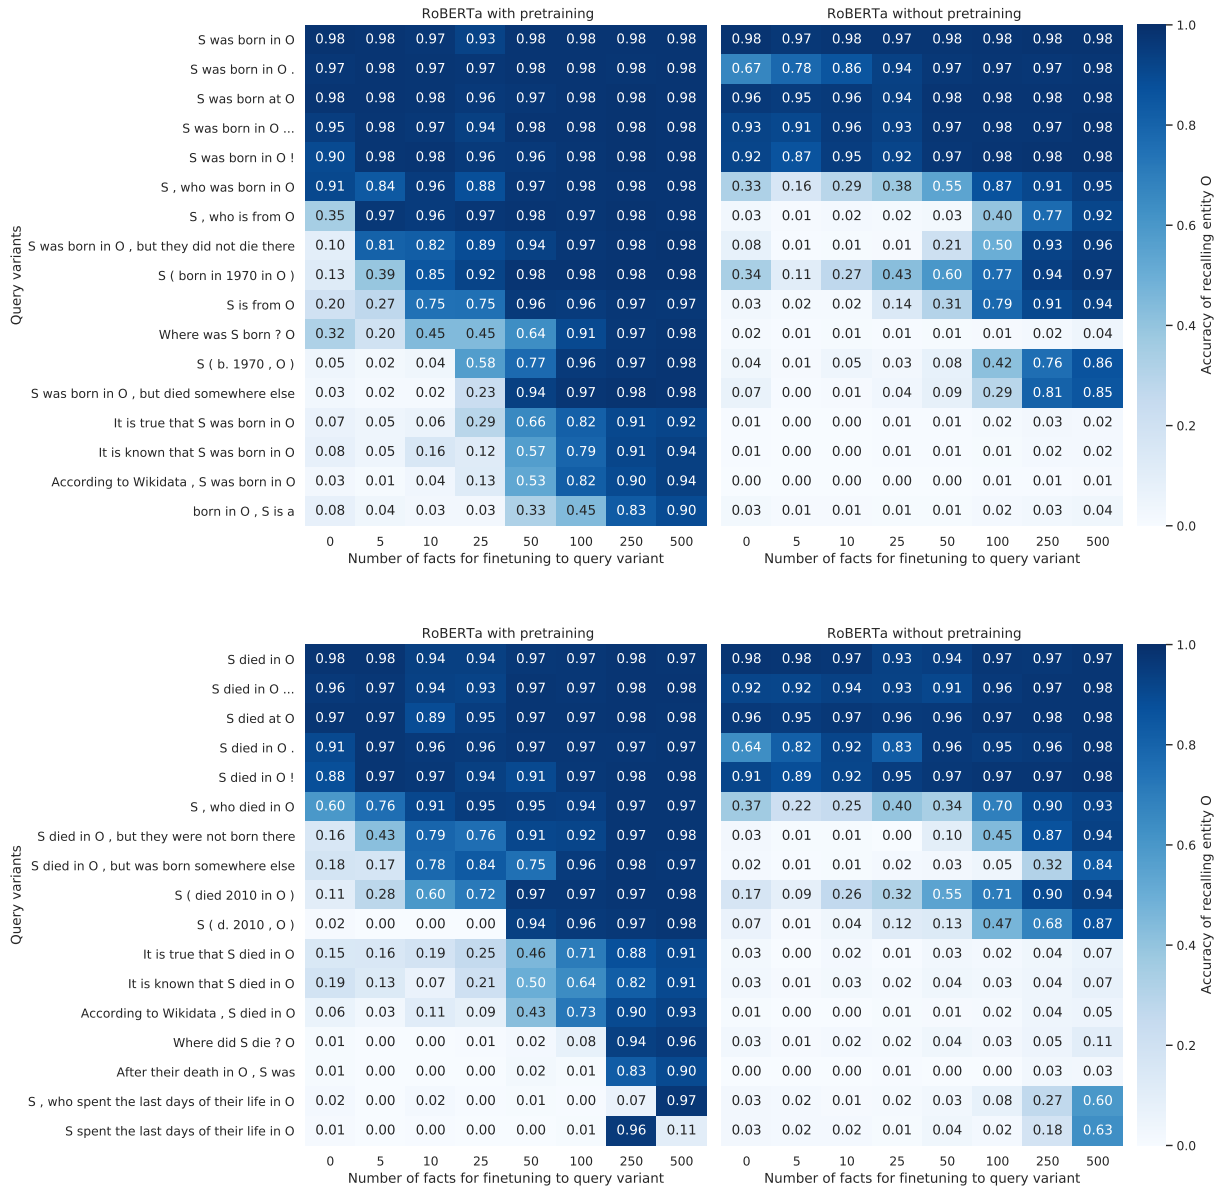 RoBERTa with pretraining RoBERTa without pretraining
S was born in O 0.98 0.98 0.97 0.93 0.98 0.98 0.98 0.98 0.98 0.97 0.98 0.97 0.98 0.98 0.98 0.98 1.0
S was born in O . 0.97 0.98 0.97 0.97 0.98 0.98 0.98 0.98 0.67 0.78 0.86 0.94 0.97 0.97 0.97 0.98
S was born at O 0.98 0.98 0.98 0.96 0.97 0.98 0.98 0.98 0.96 0.95 0.96 0.94 0.98 0.98 0.98 0.98
S was born in O ... 0.95 0.98 0.97 0.94 0.98 0.98 0.98 0.98 0.93 0.91 0.96 0.93 0.97 0.98 0.97 0.98 0.8
S was born in O ! 0.90 0.98 0.98 0.96 0.96 0.98 0.98 0.98 0.92 0.87 0.95 0.92 0.97 0.98 0.98 0.98
S , who was born in O 0.91 0.84 0.96 0.88 0.97 0.98 0.98 0.98 0.33 0.16 0.29 0.38 0.55 0.87 0.91 0.95
S , who is from O 0.35 0.97 0.96 0.97 0.98 0.97 0.98 0.98 0.03 0.01 0.02 0.02 0.03 0.40 0.77 0.92 0.6
S was born in O , but they did not die there 0.10 0.81 0.82 0.89 0.94 0.97 0.98 0.98 0.08 0.01 0.01 0.01 0.21 0.50 0.93 0.96
S ( born in 1970 in O ) 0.13 0.39 0.85 0.92 0.98 0.98 0.98 0.98 0.34 0.11 0.27 0.43 0.60 0.77 0.94 0.97
S is from O 0.20 0.27 0.75 0.75 0.96 0.96 0.97 0.97 0.03 0.02 0.02 0.14 0.31 0.79 0.91 0.94
Where was S born ? O 0.32 0.20 0.45 0.45 0.64 0.91 0.97 0.98 0.02 0.01 0.01 0.01 0.01 0.01 0.02 0.04 0.4
S ( b. 1970 , O ) 0.05 0.02 0.04 0.58 0.77 0.96 0.97 0.98 0.04 0.01 0.05 0.03 0.08 0.42 0.76 0.86
S was born in O , but died somewhere else 0.03 0.02 0.02 0.23 0.94 0.97 0.98 0.98 0.07 0.00 0.01 0.04 0.09 0.29 0.81 0.85
It is true that S was born in O 0.07 0.05 0.06 0.29 0.66 0.82 0.91 0.92 0.01 0.00 0.00 0.01 0.01 0.02 0.03 0.02 0.2
It is known that S was born in O 0.08 0.05 0.16 0.12 0.57 0.79 0.91 0.94 0.01 0.00 0.00 0.00 0.01 0.01 0.02 0.02
According to Wikidata , S was born in O 0.03 0.01 0.04 0.13 0.53 0.82 0.90 0.94 0.00 0.00 0.00 0.00 0.00 0.01 0.01 0.01
born in O , S is a 0.08 0.04 0.03 0.03 0.33 0.45 0.83 0.90 0.03 0.01 0.01 0.01 0.01 0.02 0.03 0.04 0.0
0 5 10 25 50 100 250 500 0 5 10 25 50 100 250 500
Number of facts for finetuning to query variant Number of facts for finetuning to query variant
Query variants
Accuracy of recalling entity O
RoBERTa with pretraining RoBERTa without pretraining
S died in O 0.98 0.98 0.94 0.94 0.97 0.97 0.98 0.97 0.98 0.98 0.97 0.93 0.94 0.97 0.97 0.97 1.0
S died in O ... 0.96 0.97 0.94 0.93 0.97 0.97 0.98 0.98 0.92 0.92 0.94 0.93 0.91 0.96 0.97 0.98
S died at O 0.97 0.97 0.89 0.95 0.97 0.97 0.98 0.98 0.96 0.95 0.97 0.96 0.96 0.97 0.98 0.98
S died in O . 0.91 0.97 0.96 0.96 0.97 0.97 0.97 0.97 0.64 0.82 0.92 0.83 0.96 0.95 0.96 0.98 0.8
S died in O ! 0.88 0.97 0.97 0.94 0.91 0.97 0.98 0.98 0.91 0.89 0.92 0.95 0.97 0.97 0.97 0.98
S , who died in O 0.60 0.76 0.91 0.95 0.95 0.94 0.97 0.97 0.37 0.22 0.25 0.40 0.34 0.70 0.90 0.93
S died in O , but they were not born there 0.16 0.43 0.79 0.76 0.91 0.92 0.97 0.98 0.03 0.01 0.01 0.00 0.10 0.45 0.87 0.94 0.6
S died in O , but was born somewhere else 0.18 0.17 0.78 0.84 0.75 0.96 0.98 0.97 0.02 0.01 0.01 0.02 0.03 0.05 0.32 0.84
S ( died 2010 in O ) 0.11 0.28 0.60 0.72 0.97 0.97 0.97 0.98 0.17 0.09 0.26 0.32 0.55 0.71 0.90 0.94
S ( d. 2010 , O ) 0.02 0.00 0.00 0.00 0.94 0.96 0.97 0.98 0.07 0.01 0.04 0.12 0.13 0.47 0.68 0.87
It is true that S died in O 0.15 0.16 0.19 0.25 0.46 0.71 0.88 0.91 0.03 0.00 0.01 0.01 0.02 0.02 0.04 0.07 0.4
It is known that S died in O 0.19 0.13 0.07 0.21 0.50 0.64 0.82 0.91 0.03 0.02 0.02 0.02 0.03 0.03 0.04 0.07
According to Wikidata , S died in O 0.06 0.03 0.11 0.09 0.43 0.73 0.90 0.93 0.01 0.00 0.00 0.01 0.01 0.02 0.04 0.05
Where did S die ? O 0.01 0.00 0.00 0.01 0.02 0.08 0.94 0.96 0.03 0.01 0.02 0.02 0.04 0.03 0.05 0.11 0.2
After their death in O , S was 0.01 0.00 0.00 0.00 0.02 0.01 0.83 0.90 0.01 0.00 0.01 0.01 0.01 0.00 0.03 0.03
S , who spent the last days of their life in O 0.02 0.00 0.02 0.00 0.01 0.00 0.07 0.97 0.04 0.02 0.02 0.02 0.03 0.08 0.27 0.60
S spent the last days of their life in O 0.01 0.00 0.00 0.00 0.00 0.01 0.96 0.11 0.03 0.02 0.02 0.01 0.04 0.02 0.18 0.63 0.0
0 5 10 25 50 100 250 500 0 5 10 25 50 100 250 500
Number of facts for finetuning to query variant Number of facts for finetuning to query variant
Query variants
Accuracy of recalling entity O